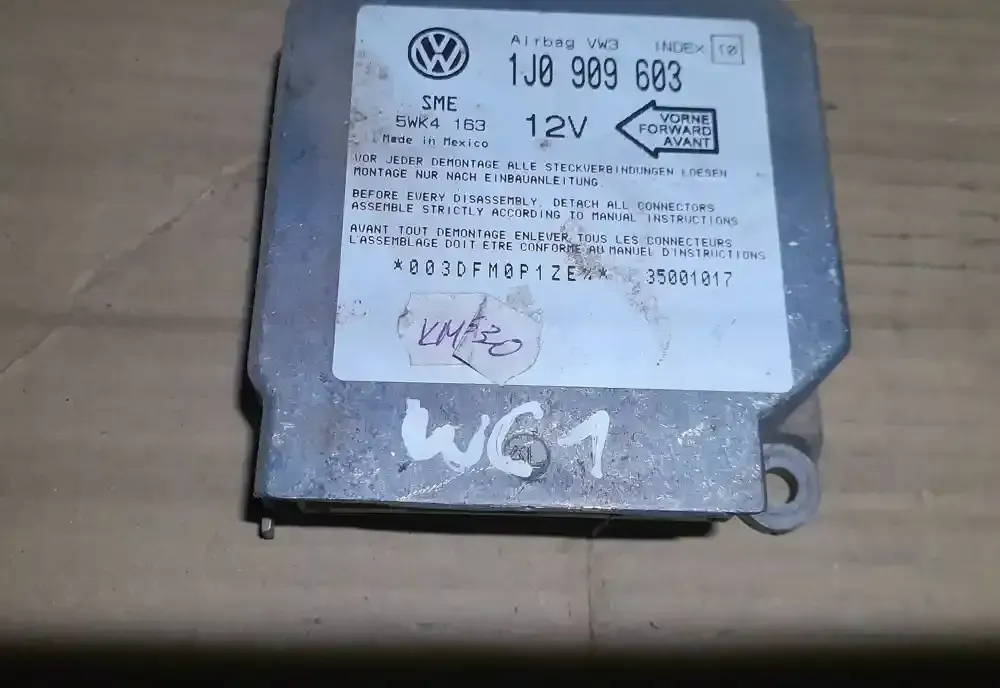 Airbag VW3 INDEX 10
1J0 909 603
SME
5WK4 163
12V
Made in Mexico
VORNE
FORWARD
AVANT
VOR JEDER DEMONTAGE ALLE STECKVERBINDUNGEN LOESEN
MONTAGE NUR NACH EINBAUANLEITUNG.
BEFORE EVERY DISASSEMBLY, DETACH ALL CONNECTORS
ASSEMBLE STRICTLY ACCORDING TO MANUAL INSTRUCTIONS
AVANT TOUT DEMONTAGE ENLEVER TOUS LES CONNECTEURS
L'ASSEMBLAGE DOIT ETRE CONFORME AU MANUEL D'INSTRUCTIONS
*003DFM0P1ZE%* 35001017
WC1